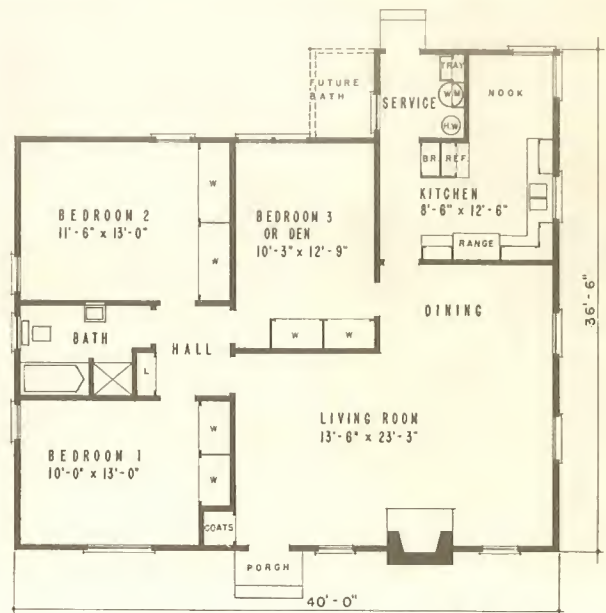 TRAY
FUTURE
BATH
WM
NOOK
SERVICE
H.W
BR.
REF.
W
BEDROOM 2
11'-6" x 13'-0"
BEDROOM 3
OR DEN
10'-3" x 12'-9"
KITCHEN
8'-6" x 12'-6"
W
RANGE
36'-6"
DINING
BATH
HALL
W
W
L
LIVING ROOM
13'-6" x 23'-3"
W
BEDROOM 1
10'-0" x 13'-0"
W
COATS
PORCH
40'-0"